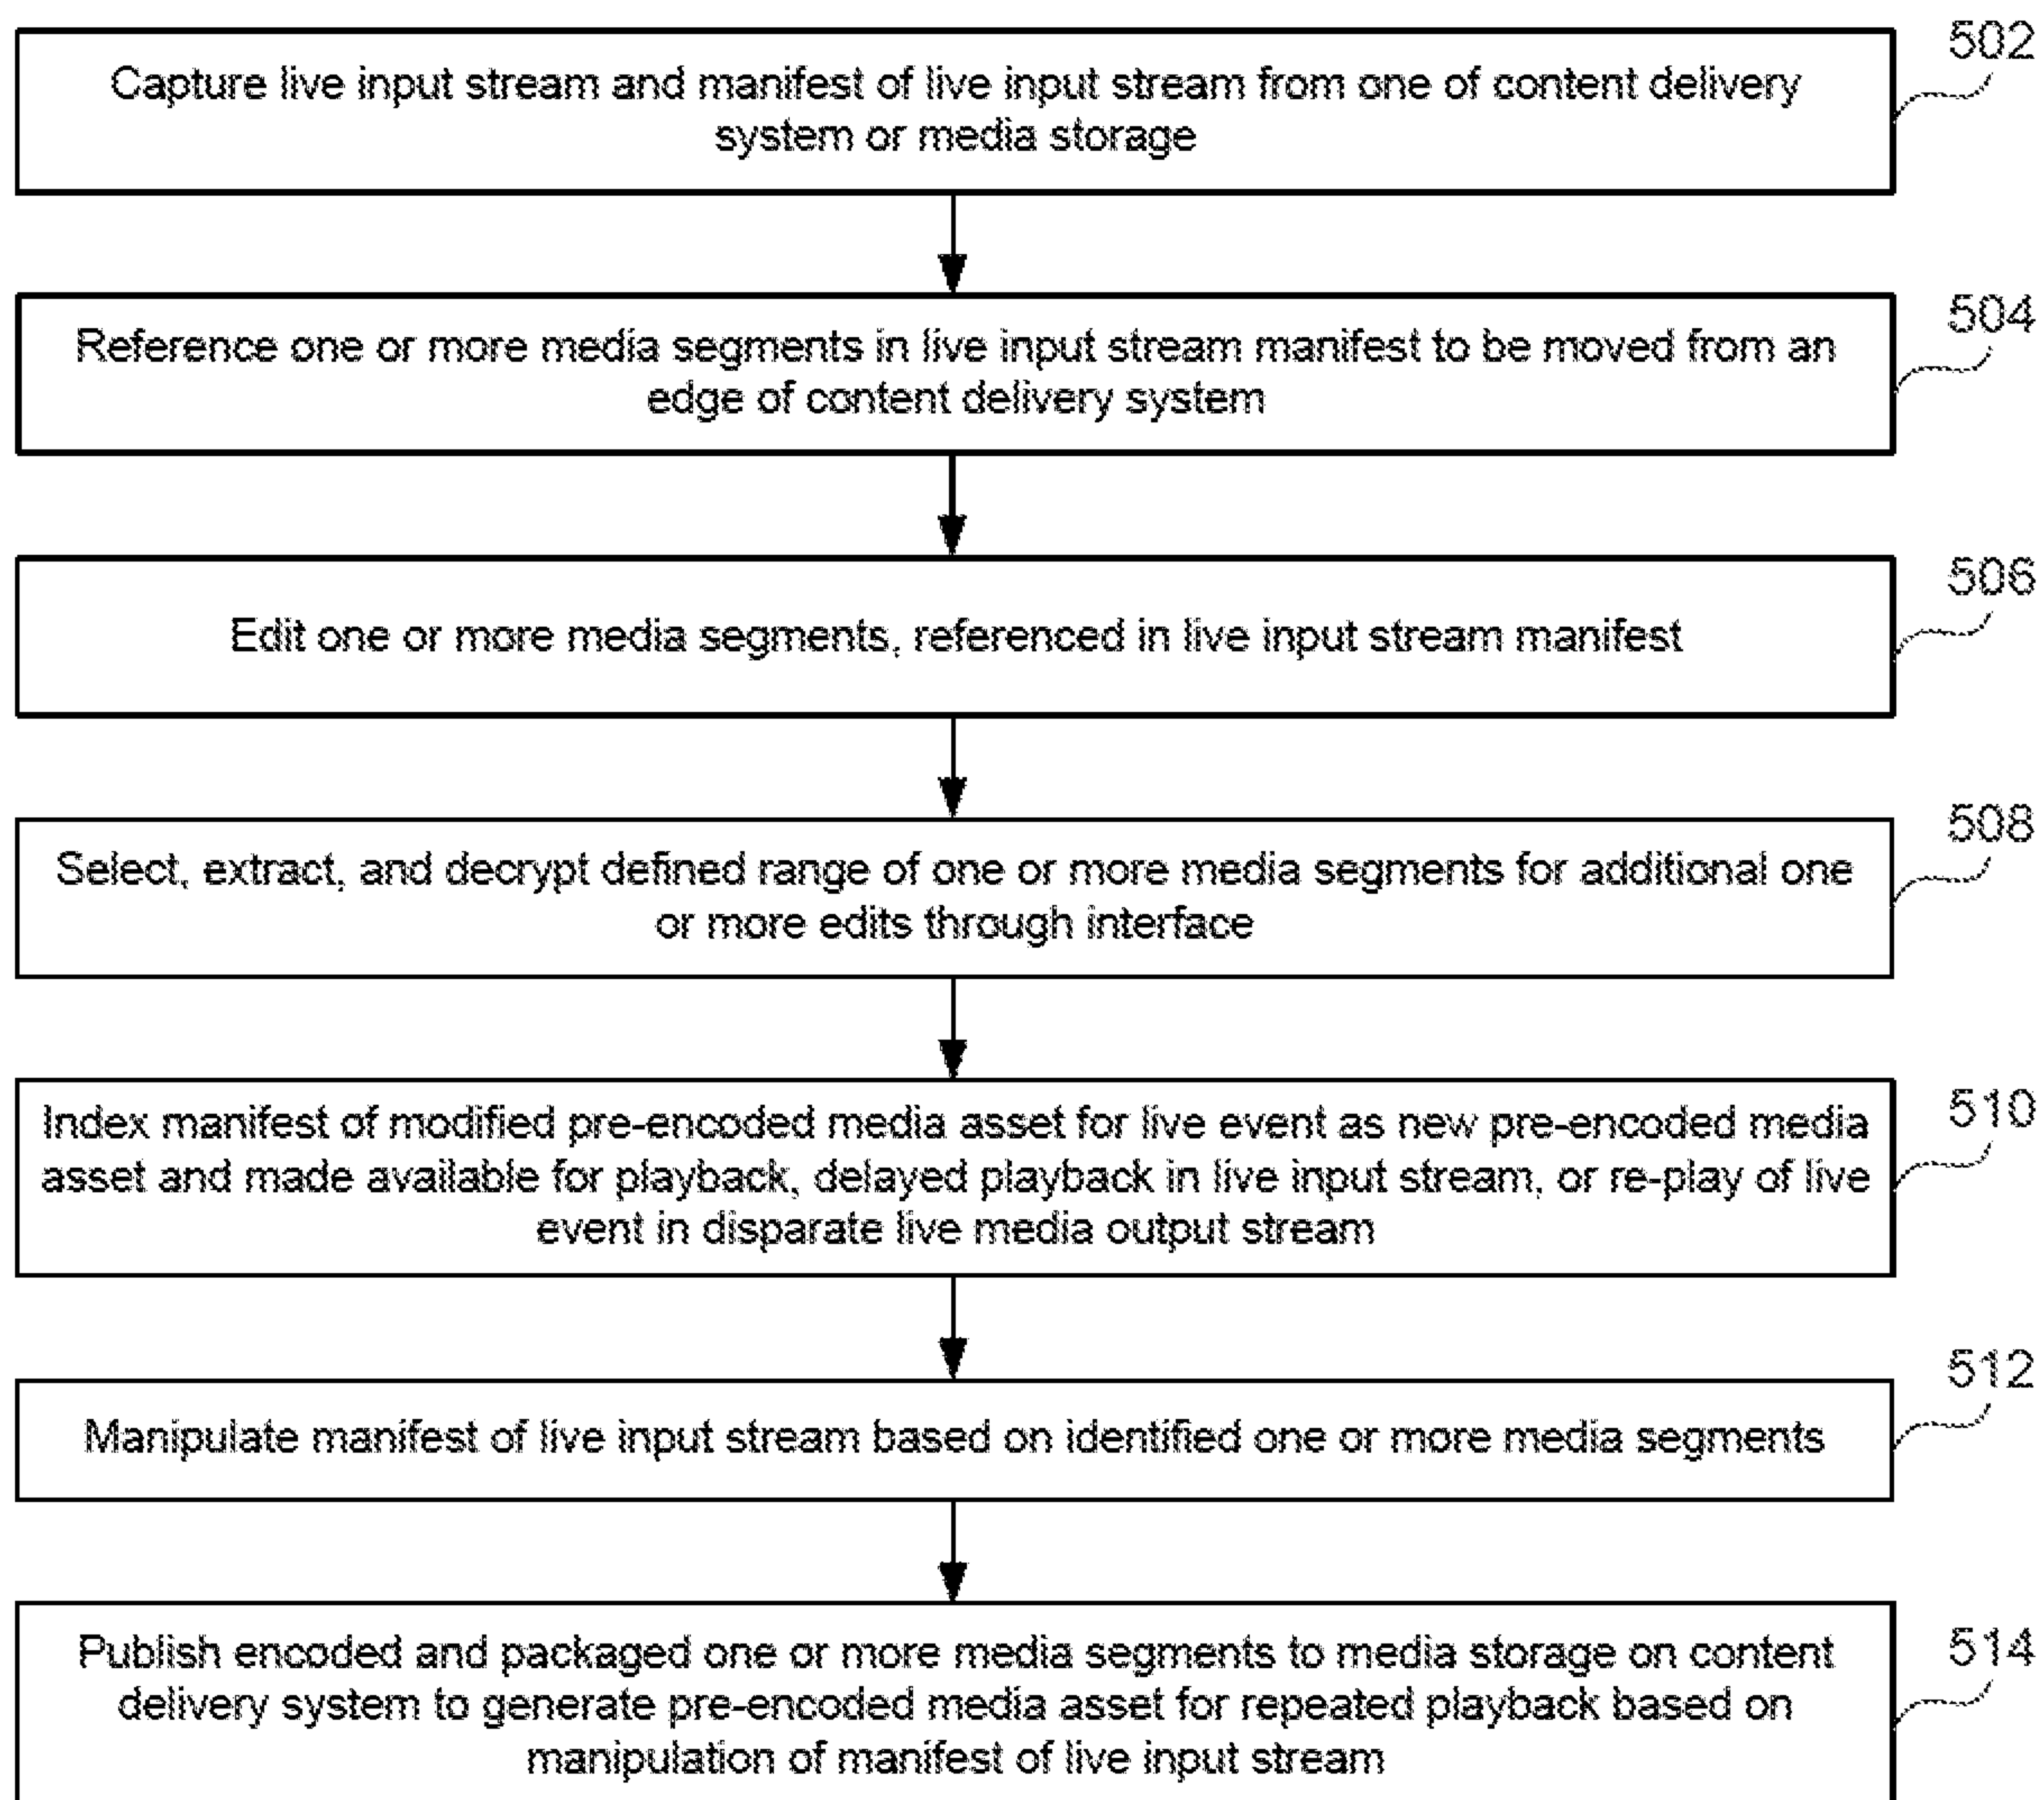 502
Capture live input stream and manifest of live input stream from one of content delivery
system or media storage
504
Reference one or more media segments in live input stream manifest to be moved from an
edge of content delivery system
506
Edit one or more media segments, referenced in live input stream manifest
508
Select, extract, and decrypt defined range of one or more media segments for additional one
or more edits through interface
510
Index manifest of modified pre-encoded media asset for live event as new pre-encoded media
asset and made available for playback, delayed playback in live input stream, or re-play of live
event in disparate live media output stream
512
Manipulate manifest of live input stream based on identified one or more media segments
514
Publish encoded and packaged one or more media segments to media storage on content
delivery system to generate pre-encoded media asset for repeated playback based on
manipulation of manifest of live input stream